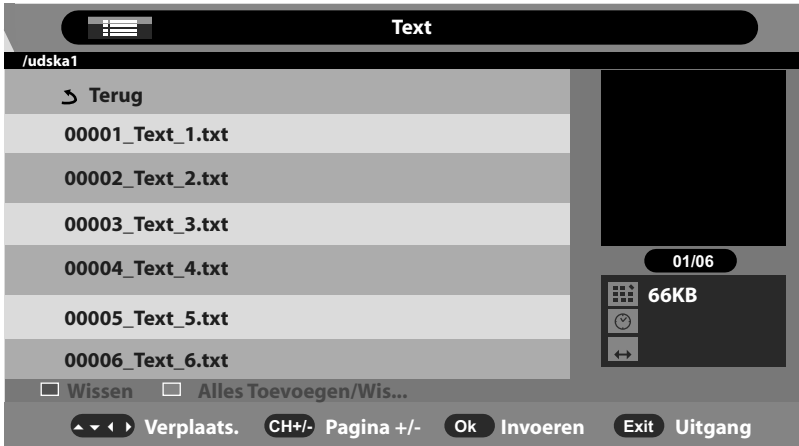 Text
/udska1
Terug
00001_Text_1.txt
00002_Text_2.txt
00003_Text_3.txt
00004_Text_4.txt
00005_Text_5.txt
00006_Text_6.txt
01/06
66KB
Wissen Alles Toevoegen/Wis...
Verplaats. CH+/- Pagina +/- Ok Invoeren Exit Uitgang